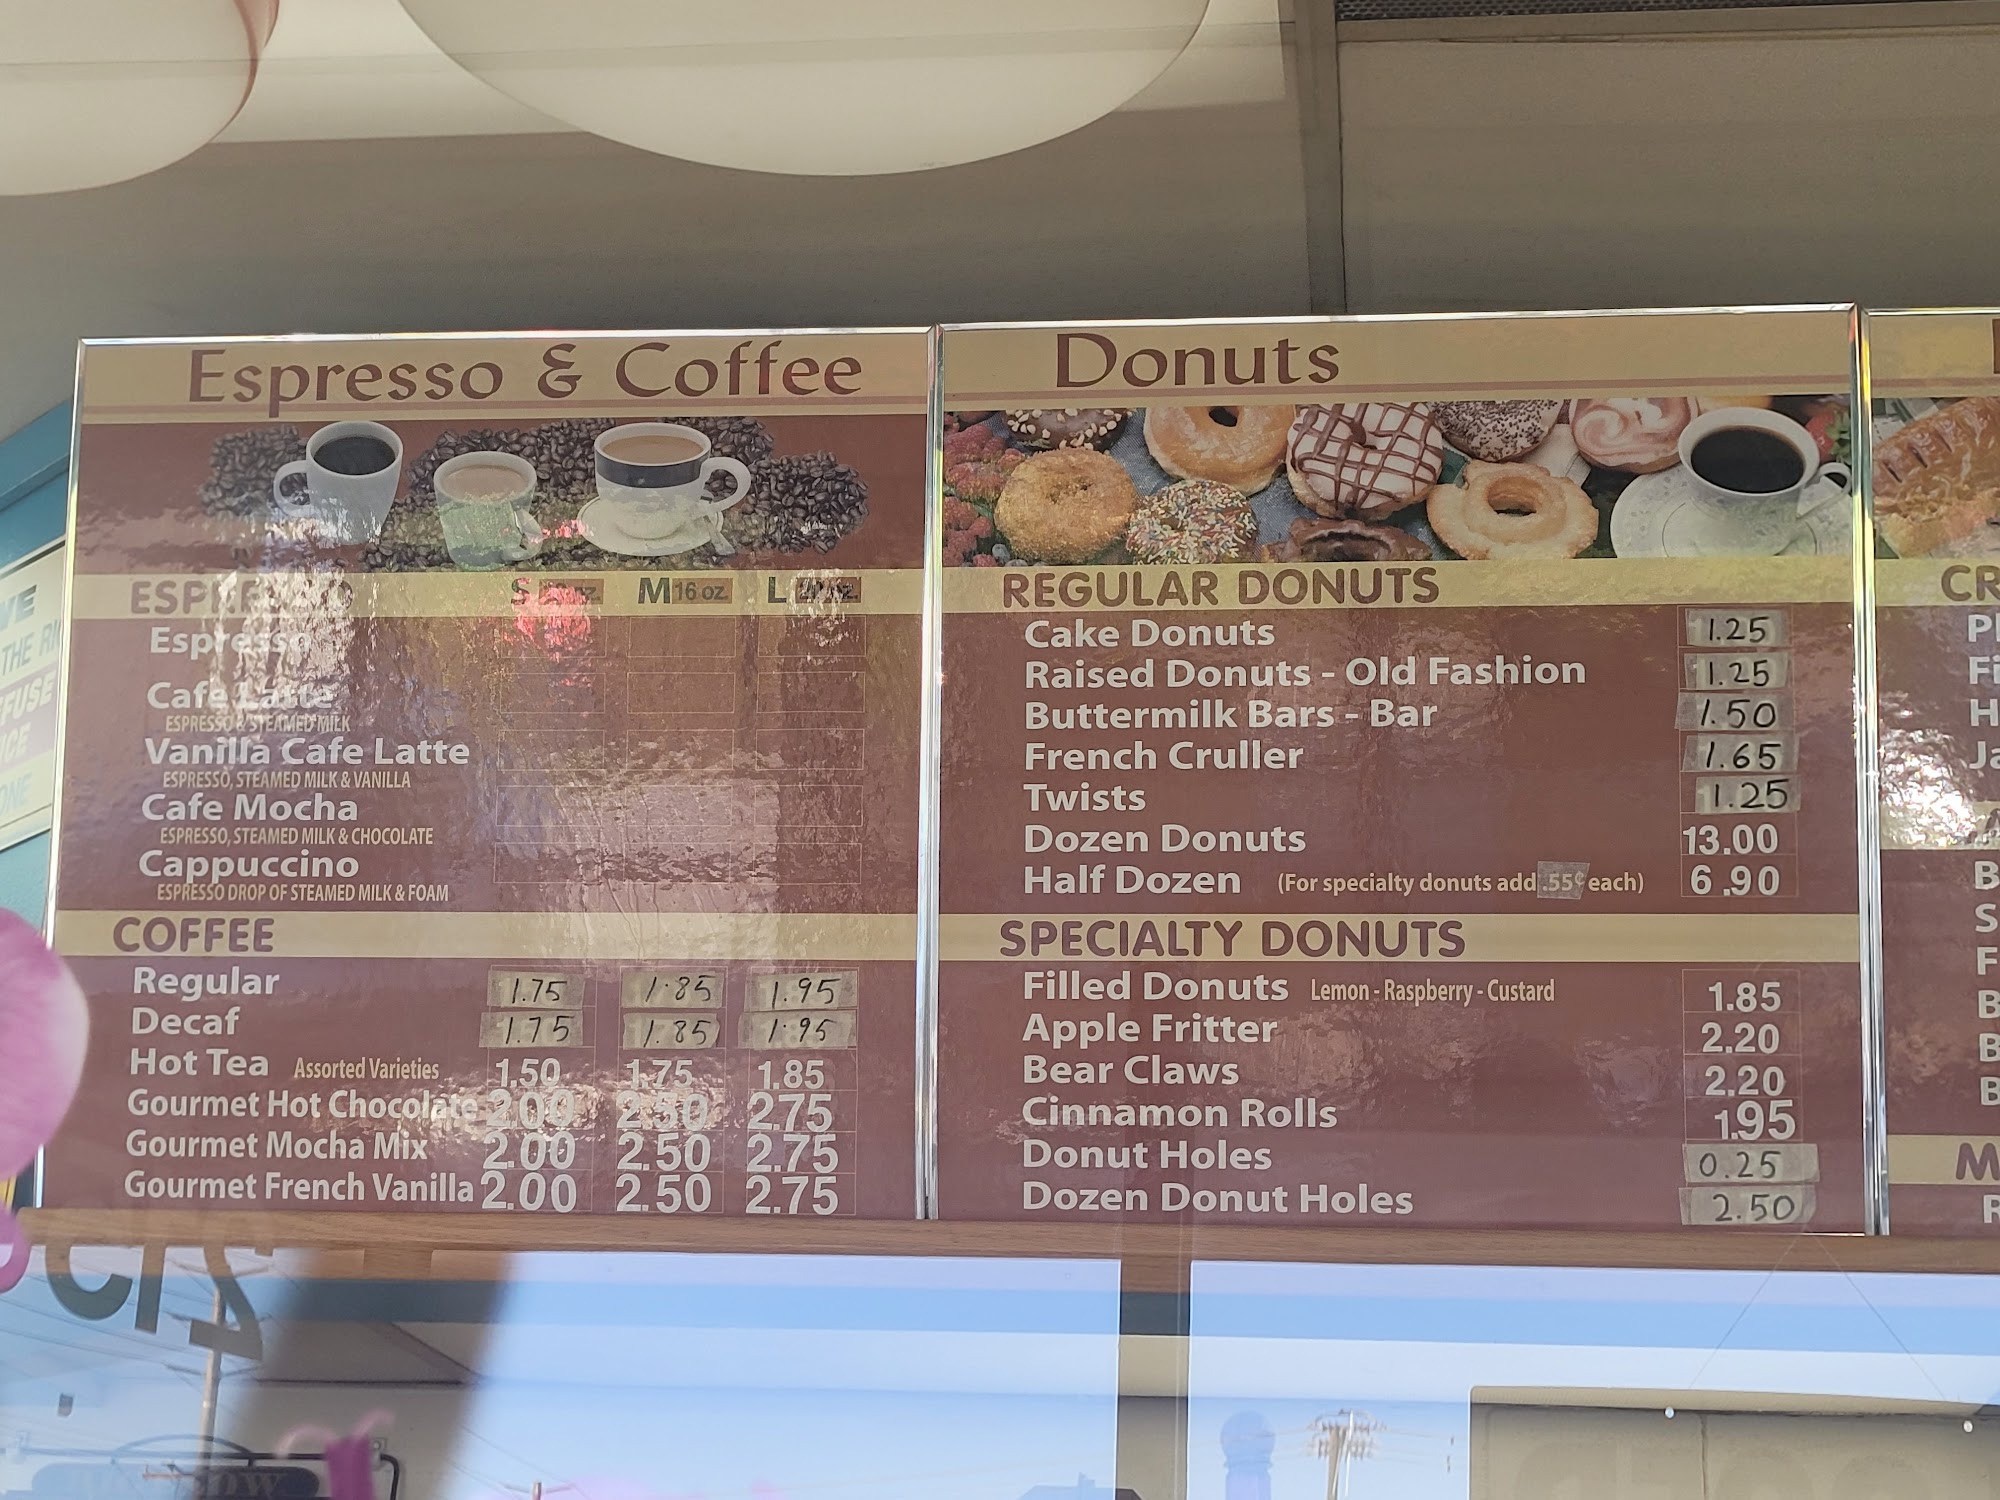 Espresso & Coffee
ESPRESSO S M 16 oz. L
Espresso
Cafe Latte
ESPRESSO & STEAMED MILK
Vanilla Cafe Latte
ESPRESSO, STEAMED MILK & VANILLA
Cafe Mocha
ESPRESSO, STEAMED MILK & CHOCOLATE
Cappuccino
ESPRESSO DROP OF STEAMED MILK & FOAM
COFFEE
Regular 1.75 1.85 1.95
Decaf 1.75 1.85 1.95
Hot Tea Assorted Varieties 1.50 1.75 1.85
Gourmet Hot Chocolate 2.00 2.50 2.75
Gourmet Mocha Mix 2.00 2.50 2.75
Gourmet French Vanilla 2.00 2.50 2.75
Donuts
REGULAR DONUTS
Cake Donuts 1.25
Raised Donuts - Old Fashion 1.25
Buttermilk Bars - Bar 1.50
French Cruller 1.65
Twists 1.25
Dozen Donuts 13.00
Half Dozen (For specialty donuts add .55¢ each) 6.90
SPECIALTY DONUTS
Filled Donuts Lemon - Raspberry - Custard 1.85
Apple Fritter 2.20
Bear Claws 2.20
Cinnamon Rolls 1.95
Donut Holes 0.25
Dozen Donut Holes 2.50
THE